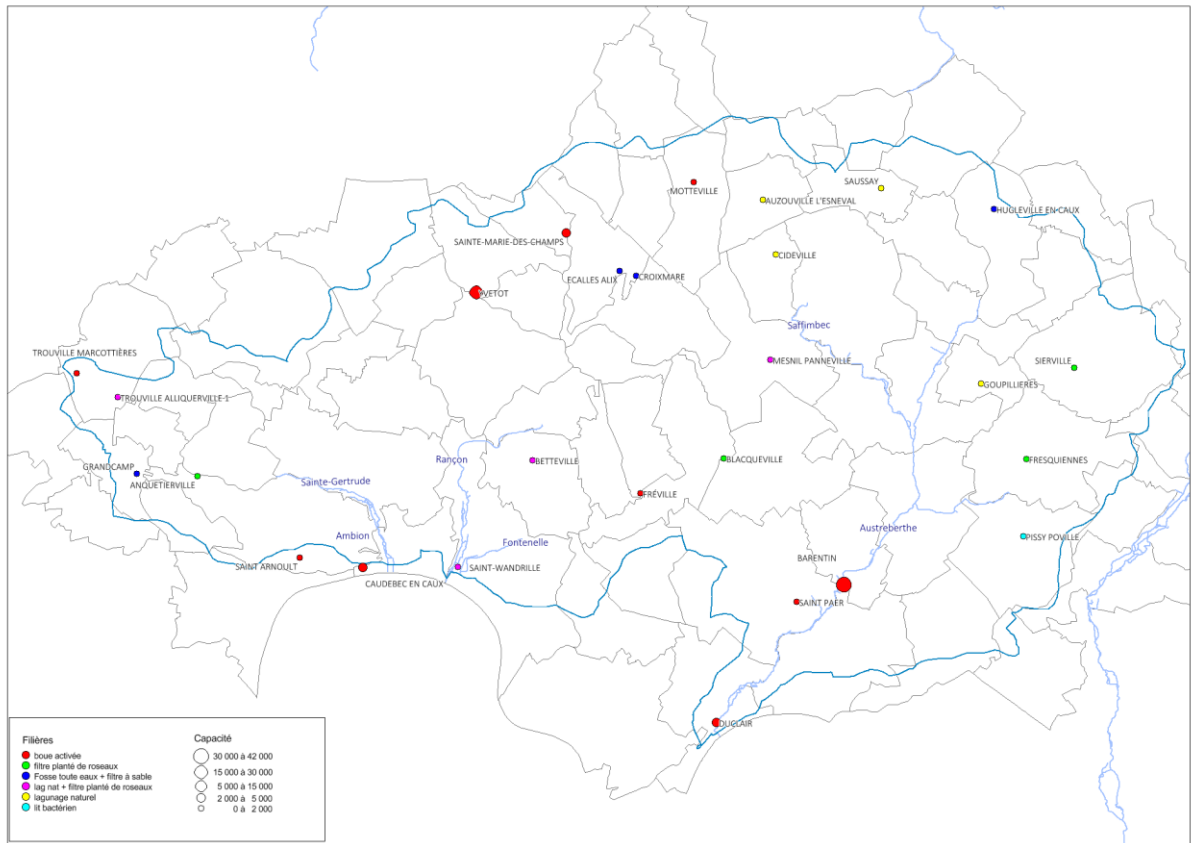 SAUSSAY
MOTTEVILLE
AUZOUVILLE L'ESNEVAL
HUGLEVILLE EN CAUX
SAINTE-MARIE-DES-CHAMPS
CIDEVILLE
ECALLES ALIX
CROIXMARE
YVETOT
Saffimbec
TROUVILLE MARCOTTIÈRES
MESNIL PANNEVILLE
SIERVILLE
GOUPILLIERES
TROUVILLE ALLIQUERVILLE 1
Rançon
BETTEVILLE
BLACQUEVILLE
FRESQUIENNES
GRANDCAMP
ANQUETIERVILLE
Sainte-Gertrude
FRÉVILLE
Ambion
Fontenelle
Austreberthe
PISSY POVILLE
BARENTIN
SAINT ARNOULT
SAINT-WANDRILLE
CAUDEBEC EN CAUX
SAINT PAER
DUCLAIR
Filières
boue activée
filtre planté de roseaux
Fosse toute eaux + filtre à sable
lag nat + filtre planté de roseaux
lagunage naturel
lit bactérien
Capacité
30 000 à 42 000
15 000 à 30 000
5 000 à 15 000
2 000 à 5 000
0 à 2 000